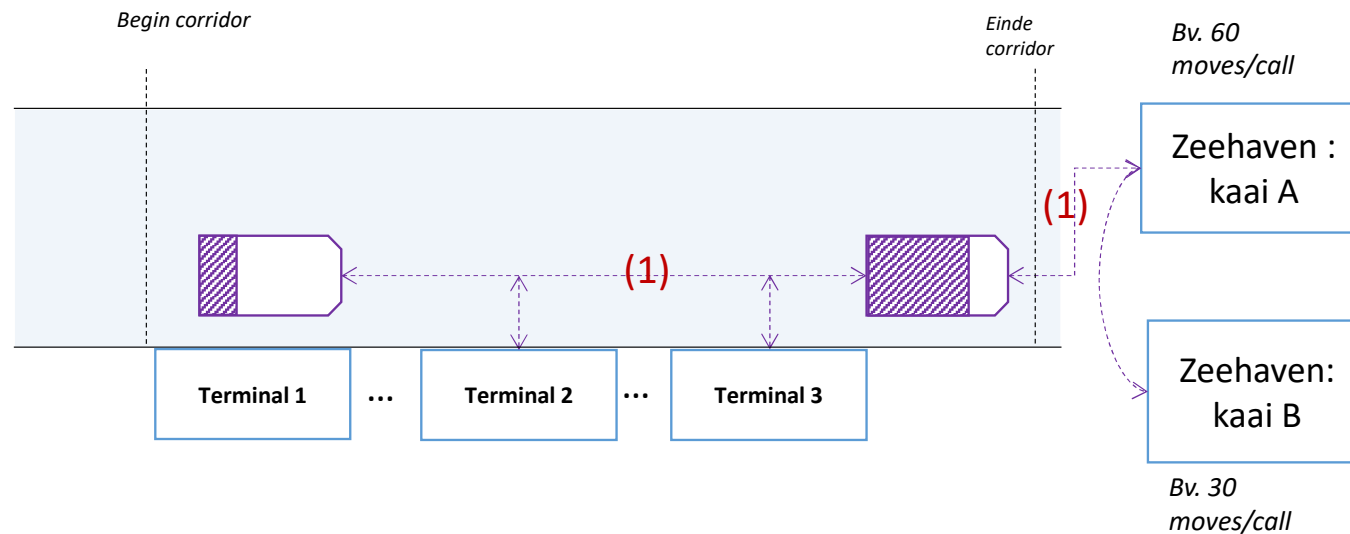 Begin corridor
Einde
corridor
Bv. 60
moves/call
Zeehaven :
kaai A
(1)
(1)
Zeehaven:
kaai B
Terminal 1
...
Terminal 2
...
Terminal 3
Bv. 30
moves/call